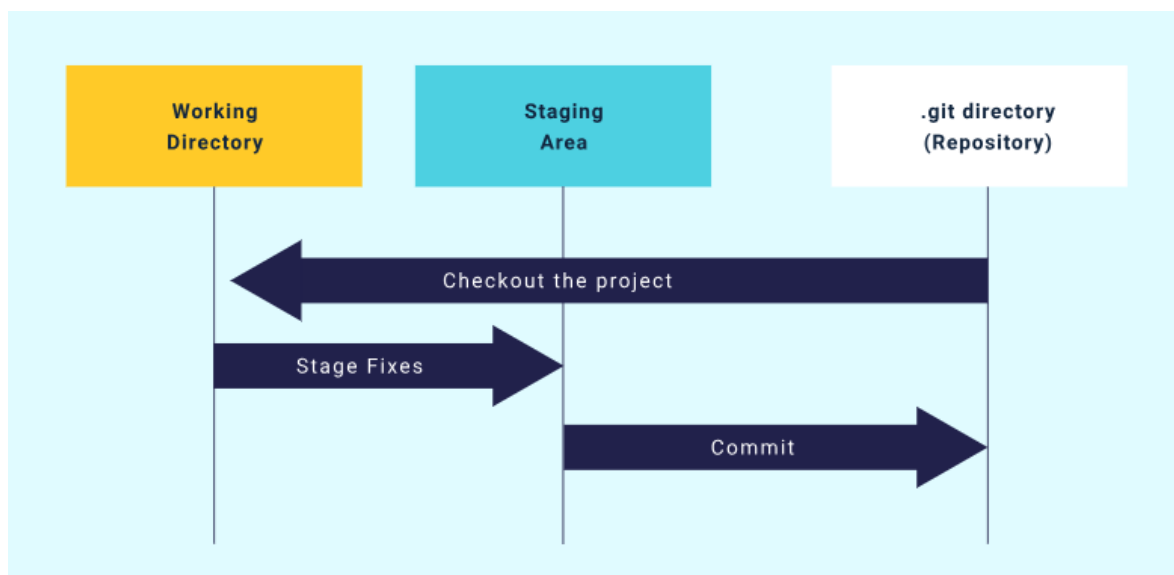 Working
Directory
Staging
Area
.git directory
(Repository)
Checkout the project
Stage Fixes
Commit